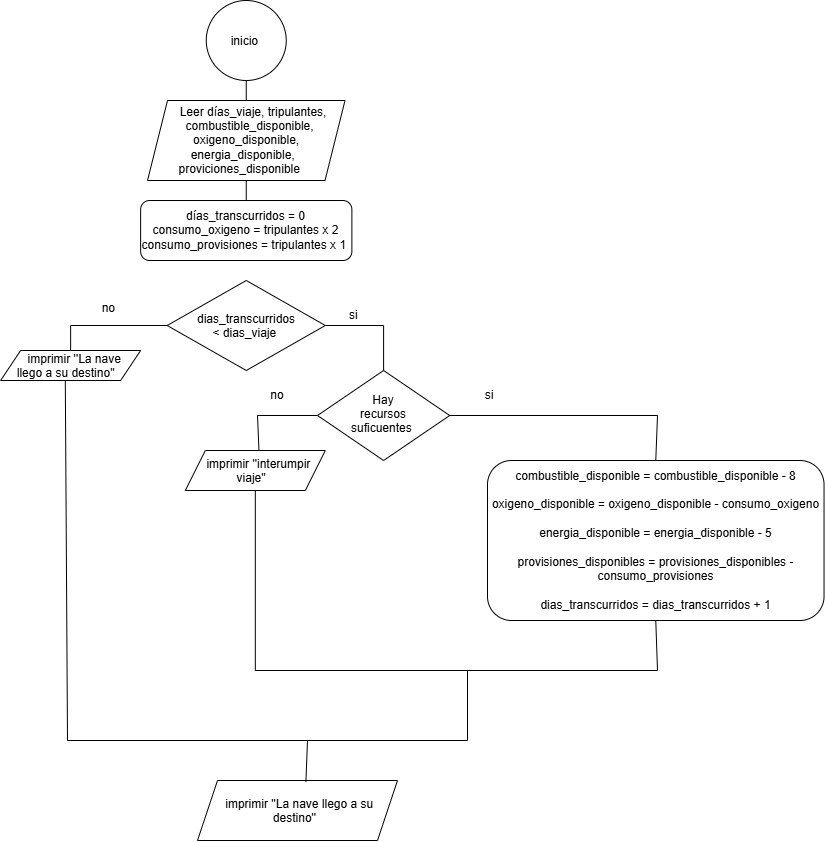 inicio
Leer días_viaje, tripulantes,
combustible_disponible,
oxigeno_disponible,
energia_disponible,
proviciones_disponible
días_transcurridos = 0
consumo_oxigeno = tripulantes x 2
consumo_provisiones = tripulantes x 1
no
dias_transcurridos
< dias_viaje
si
imprimir "La nave
llego a su destino"
no
Hay
recursos
suficuentes
si
imprimir "interumpir
viaje"
combustible_disponible = combustible_disponible - 8
oxigeno_disponible = oxigeno_disponible - consumo_oxigeno
energia_disponible = energia_disponible - 5
provisiones_disponibles = provisiones_disponibles -
consumo_provisiones
dias_transcurridos = dias_transcurridos + 1
imprimir "La nave llego a su
destino"